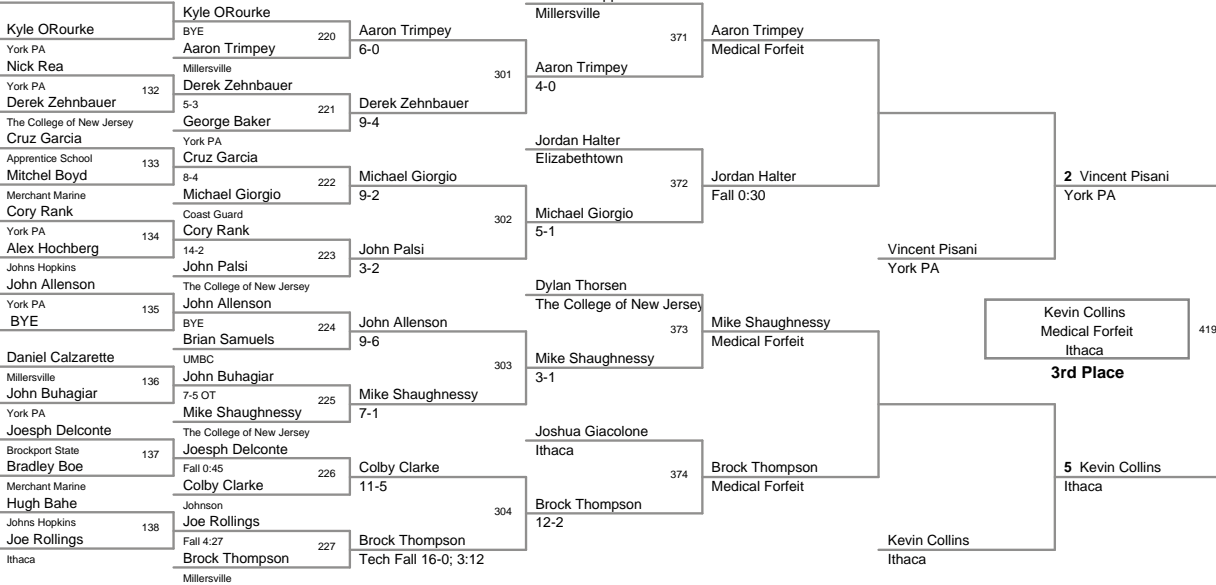 Kyle ORourke
York PA
Nick Rea
York PA
132
Derek Zehnbauer
The College of New Jersey
Cruz Garcia
Apprentice School
133
Mitchel Boyd
Merchant Marine
Cory Rank
York PA
134
Alex Hochberg
Johns Hopkins
John Allenson
York PA
135
BYE
Daniel Calzarette
Millersville
136
John Buhagiar
York PA
Joesph Delconte
Brockport State
137
Bradley Boe
Merchant Marine
Hugh Bahe
Johns Hopkins
138
Joe Rollings
Ithaca
Kyle ORourke
BYE
220
Aaron Trimpey
Millersville
Derek Zehnbauer
5-3
221
George Baker
York PA
Cruz Garcia
8-4
222
Michael Giorgio
Coast Guard
Cory Rank
14-2
223
John Palsi
The College of New Jersey
John Allenson
BYE
224
Brian Samuels
UMBC
John Buhagiar
7-5 OT
225
Mike Shaughnessy
The College of New Jersey
Joesph Delconte
Fall 0:45
226
Colby Clarke
Johnson
Joe Rollings
Fall 4:27
227
Brock Thompson
Millersville
Aaron Trimpey
6-0
301
Derek Zehnbauer
9-4
Michael Giorgio
9-2
302
John Palsi
3-2
John Allenson
9-6
303
Mike Shaughnessy
7-1
Colby Clarke
11-5
304
Brock Thompson
Tech Fall 16-0; 3:12
Millersville
371
Aaron Trimpey
4-0
Jordan Halter
Elizabethtown
372
Michael Giorgio
5-1
Dylan Thorsen
The College of New Jersey
373
Mike Shaughnessy
3-1
Joshua Giacolone
Ithaca
374
Brock Thompson
12-2
Aaron Trimpey
Medical Forfeit
Jordan Halter
Fall 0:30
Mike Shaughnessy
Medical Forfeit
Brock Thompson
Medical Forfeit
Vincent Pisani
York PA
Kevin Collins
Ithaca
2 Vincent Pisani
York PA
Kevin Collins
Medical Forfeit
Ithaca
419
3rd Place
5 Kevin Collins
Ithaca